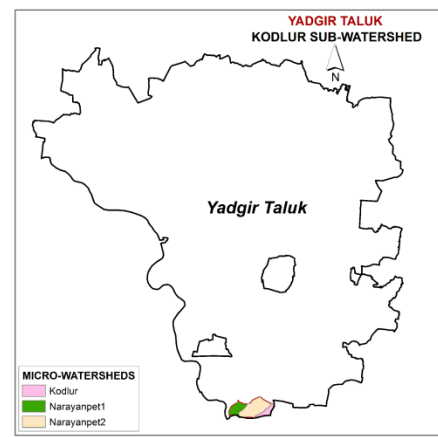 YADGIR TALUK
KODLUR SUB-WATERSHED
N
Yadgir Taluk
MICRO-WATERSHEDS
Kodlur
Narayanpet1
Narayanpet2